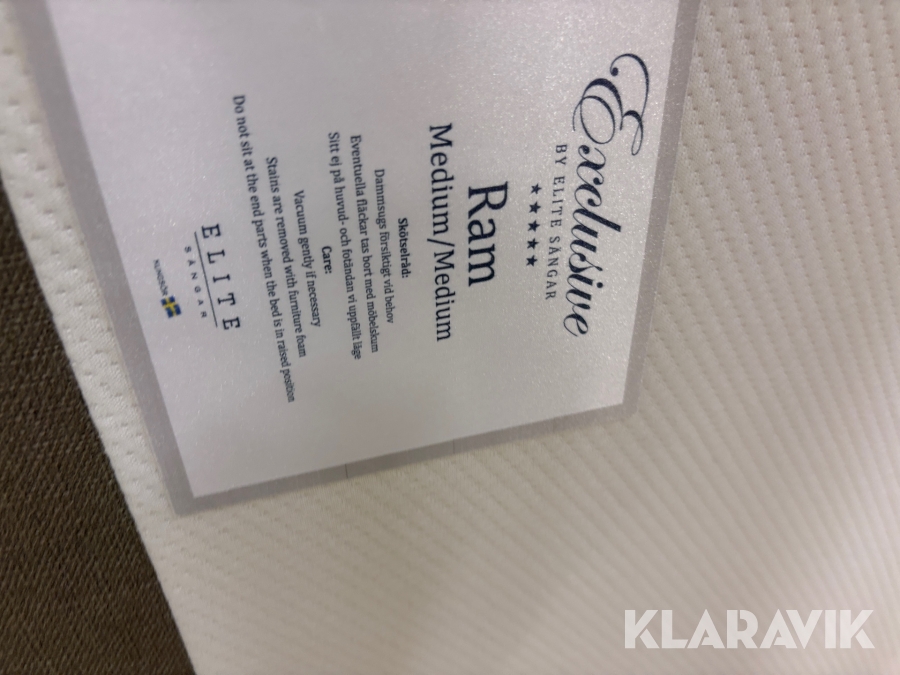 Exclusive
BY ELITE SÄNGAR
★★★★★
Ram
Medium/Medium
Skötselråd:
Dammsugs försiktigt vid behov
Eventuella fläckar tas bort med möbelskum
Sitt ej på huvud- och fotändan vi uppfällt läge
Care:
Vacuum gently if necessary
Stains are removed with furniture foam
Do not sit at the end parts when the bed is in raised position
ELITE
SÄNGAR
KUNGSÖR
KLARAVIK